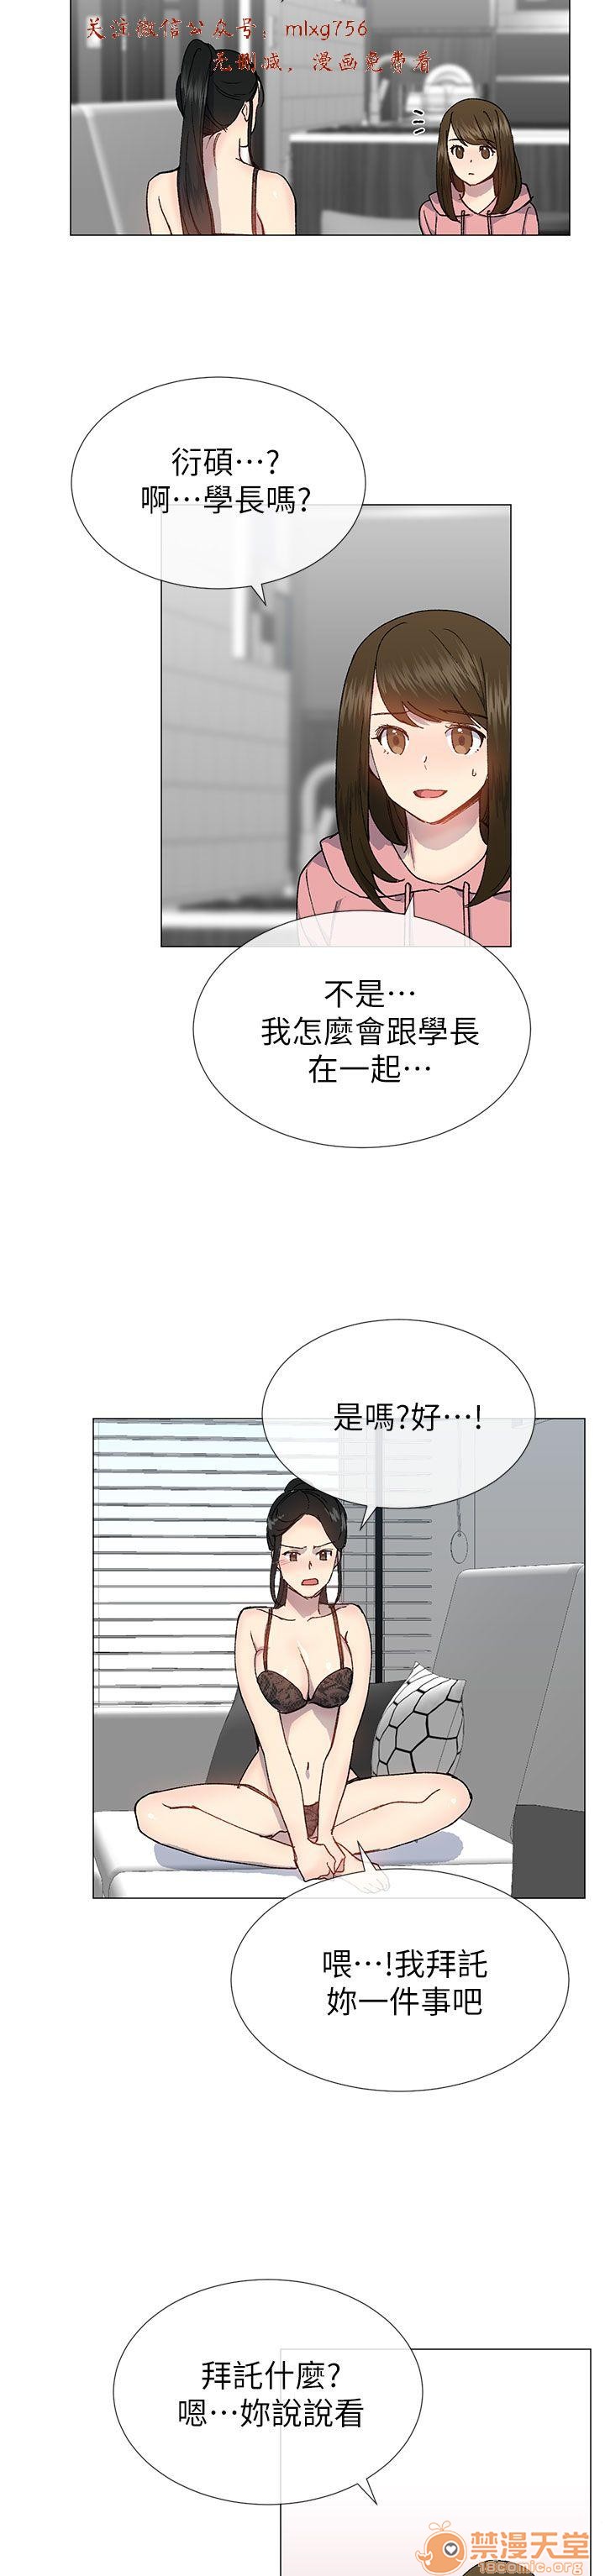 关注微信公众号：mlxg756
无删减，漫画免费看
衍碩⋯?
啊⋯學長嗎?
不是⋯
我怎麼會跟學長
在一起⋯
是嗎?好⋯!
喂⋯!我拜託
妳一件事吧
拜託什麼?
嗯⋯妳說說看
禁漫天堂
18comic.org